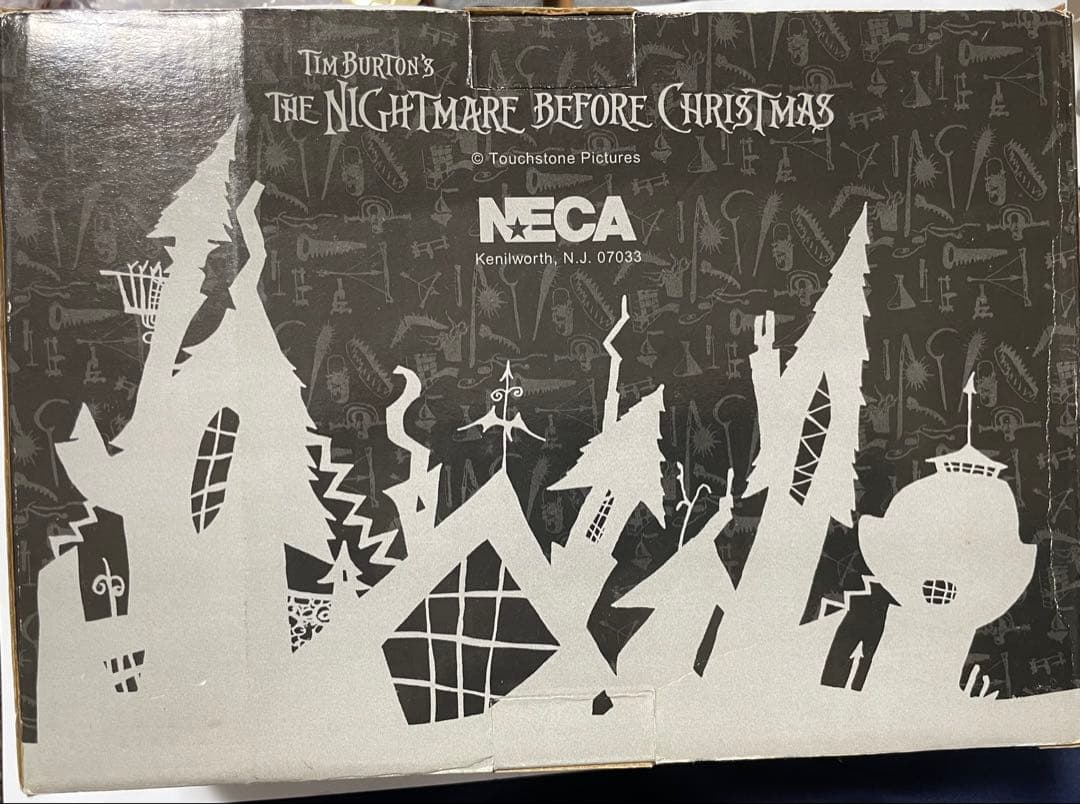 TIM BURTON'S
THE NIGHTMARE BEFORE CHRISTMAS
© Touchstone Pictures
NECA
Kenilworth, N.J. 07033